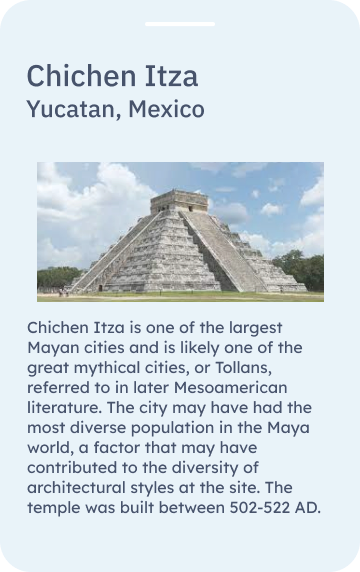 Chichen Itza
Yucatan, Mexico
Chichen Itza is one of the largest
Mayan cities and is likely one of the
great mythical cities, or Tollans,
referred to in later Mesoamerican
literature. The city may have had the
most diverse population in the Maya
world, a factor that may have
contributed to the diversity of
architectural styles at the site. The
temple was built between 502-522 AD.